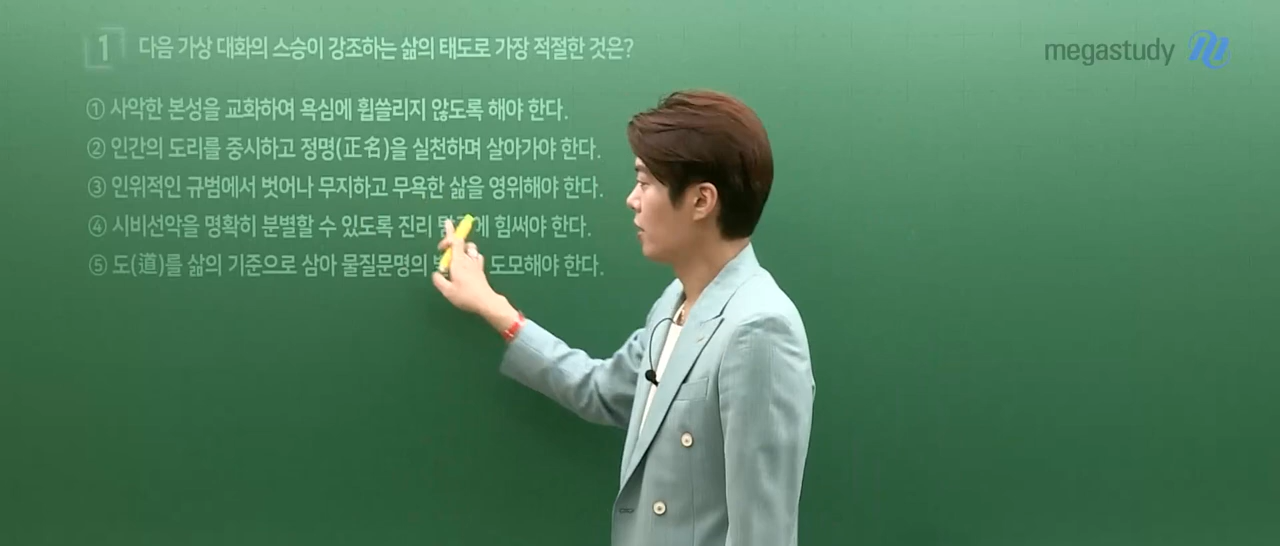 1 다음 가상 대화의 스승이 강조하는 삶의 태도로 가장 적절한 것은?
megastudy
① 사악한 본성을 교화하여 욕심에 휩쓸리지 않도록 해야 한다.
② 인간의 도리를 중시하고 정명(正名)을 실천하며 살아가야 한다.
③ 인위적인 규범에서 벗어나 무지하고 무욕한 삶을 영위해야 한다.
④ 시비선악을 명확히 분별할 수 있도록 진리 힘써야 한다.
⑤ 도(道)를 삶의 기준으로 삼아 물질문명의 도모해야 한다.